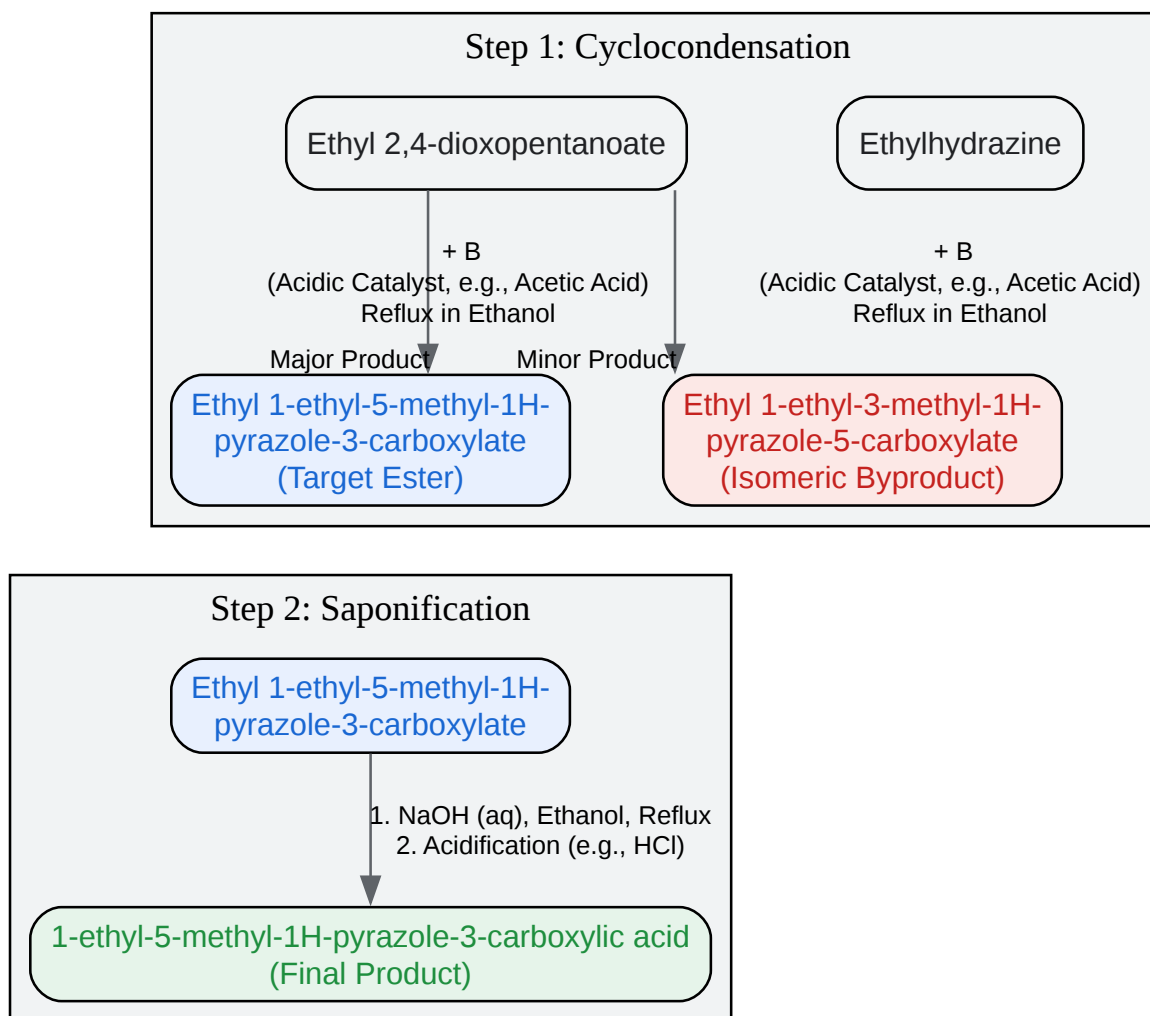 Step 1: Cyclocondensation
Ethyl 2,4-dioxopentanoate
Ethylhydrazine
+ B
(Acidic Catalyst, e.g., Acetic Acid)
Reflux in Ethanol
+ B
(Acidic Catalyst, e.g., Acetic Acid)
Reflux in Ethanol
Major Product
Minor Product
Ethyl 1-ethyl-5-methyl-1H-
pyrazole-3-carboxylate
(Target Ester)
Ethyl 1-ethyl-3-methyl-1H-
pyrazole-5-carboxylate
(Isomeric Byproduct)
Step 2: Saponification
Ethyl 1-ethyl-5-methyl-1H-
pyrazole-3-carboxylate
1. NaOH (aq), Ethanol, Reflux
2. Acidification (e.g., HCl)
1-ethyl-5-methyl-1H-pyrazole-3-carboxylic acid
(Final Product)